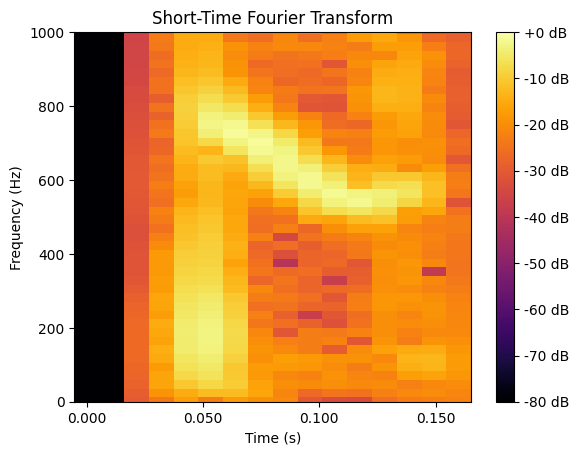 Short-Time Fourier Transform
1000
800
600
400
200
0
Frequency (Hz)
0.000
0.050
0.100
0.150
Time (s)
+0 dB
-10 dB
-20 dB
-30 dB
-40 dB
-50 dB
-60 dB
-70 dB
-80 dB